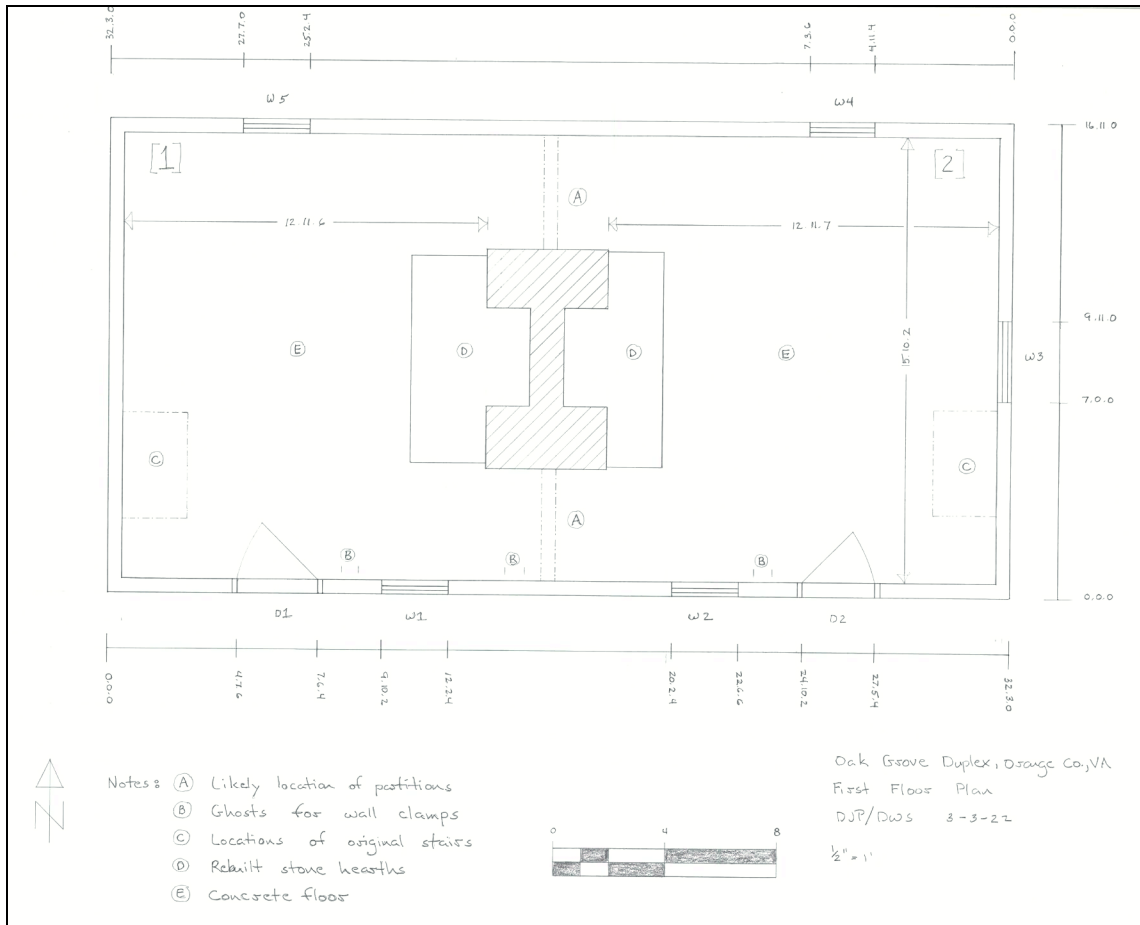 32.3.0
27.7.0
25.2.4
7.3.6
4.11.4
0.0.0
W5
W4
16.11.0
[1]
[2]
A
12.11.6
12.11.7
9.11.0
15.10.2
E
D
D
E
W3
7.0.0
C
C
A
B
B
B
0.0.0
D1
W1
W2
D2
0.0.0
4.7.6
7.6.4
9.10.2
12.2.4
20.2.4
22.6.6
24.10.2
27.5.4
32.3.0
N
Notes: A Likely location of partitions
B Ghosts for wall clamps
C Locations of original stairs
D Rebuilt stone hearths
E Concrete floor
0 4 8
Oak Grove Duplex, Orange Co., VA
First Floor Plan
DJP/DWS 3-3-22
1/2" = 1'